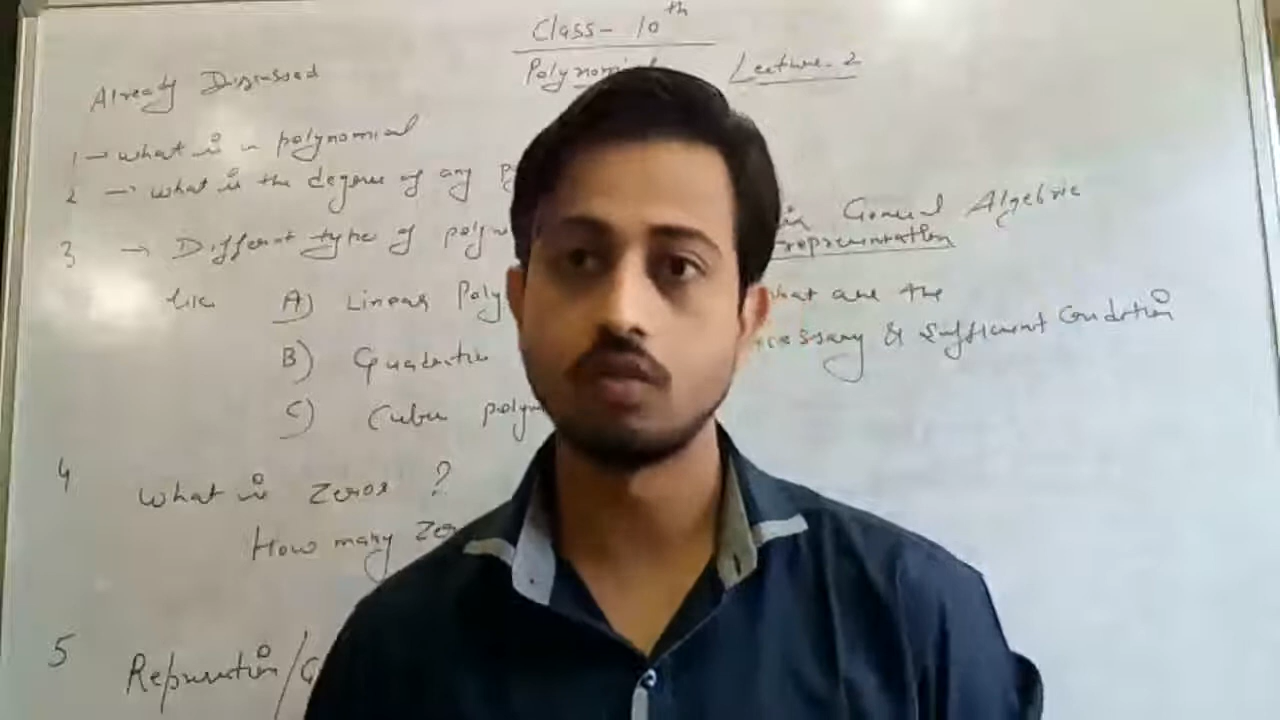 Class- 10th
Polynomial Lecture-2
Already Discussed
1 → what is a polynomial
2 → what is the degree of any
3 → Different type of
General Algebric
representation
like A) Linear Poly
what are the
B) Quadratic
& Sufficient Condition
C) Cubic
4 What is Zeros ?
How many
5